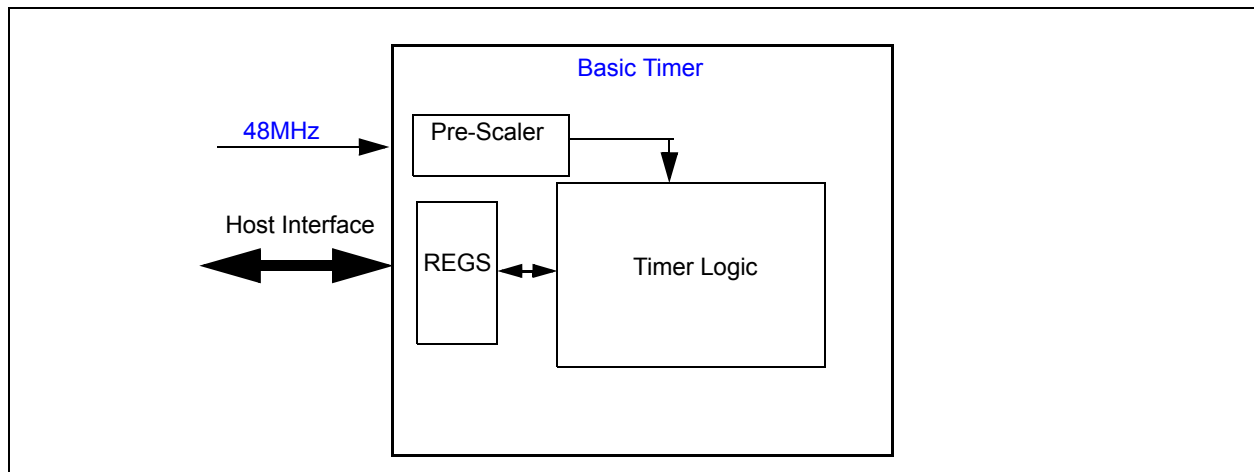 Basic Timer
48MHz
Pre-Scaler
Host Interface
REGS
Timer Logic